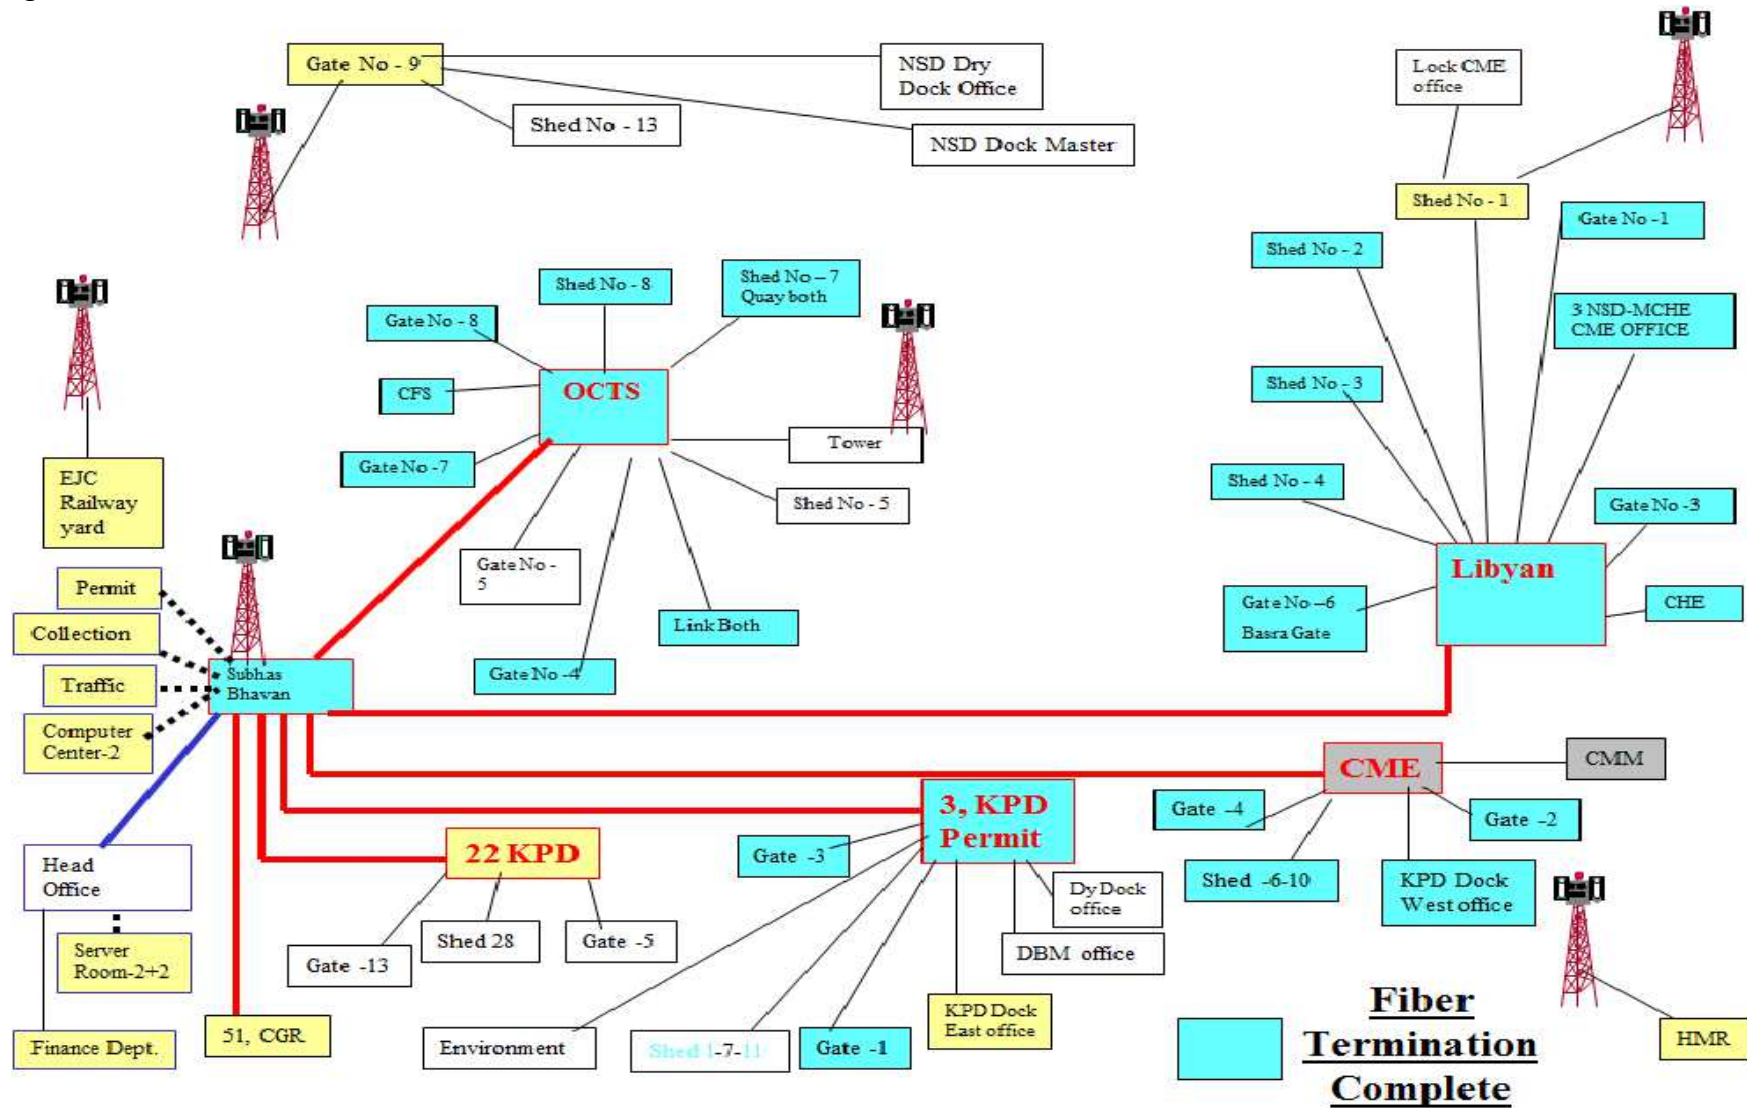 Gate No - 9
NSD Dry
Dock Office
Shed No - 13
NSD Dock Master
Lock CME
office
Shed No - 1
Gate No -1
Shed No - 2
3 NSD-MCHE
CME OFFICE
Shed No - 3
Shed No - 4
Gate No -3
Libyan
Gate No -6
Basra Gate
CHE
Shed No - 8
Shed No - 7
Quay both
Gate No - 8
CFS
OCTS
Gate No -7
Tower
Shed No - 5
Gate No -
5
Link Both
Gate No -4
EJC
Railway
yard
Permit
Collection
Traffic
Computer
Center-2
Subhas
Bhawan
Head
Office
Server
Room-2+2
Finance Dept.
51, CGR
22 KPD
Gate -13
Shed 28
Gate -5
3, KPD
Permit
Gate -3
Dy Dock
office
DBM office
KPD Dock
East office
Environment
Shed 1-7-11
Gate -1
CME
CMM
Gate -4
Gate -2
Shed -6-10
KPD Dock
West office
HMR
Fiber
Termination
Complete